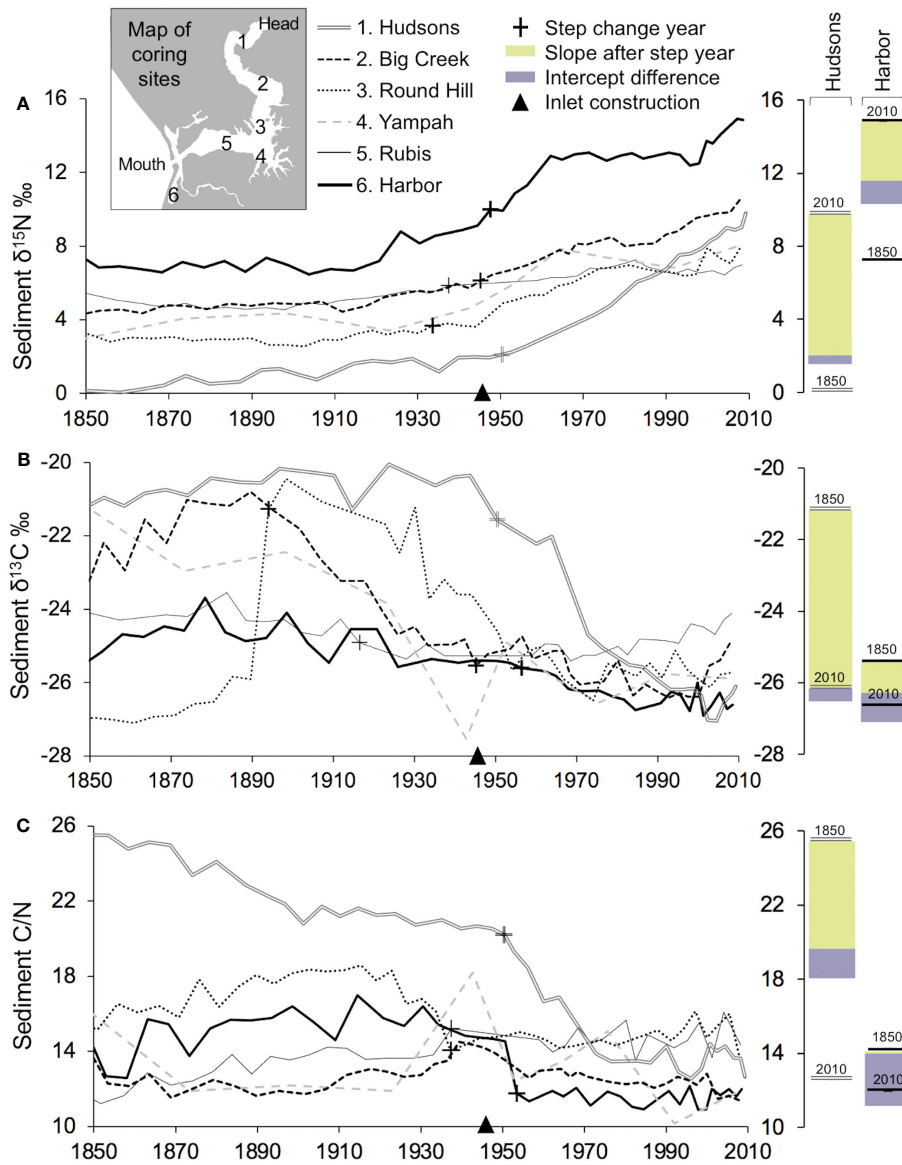 Map of
coring
sites
Head
1
2
3
4
5
6
Mouth
1. Hudsons
2. Big Creek
3. Round Hill
4. Yampah
5. Rubis
6. Harbor
Step change year
Slope after step year
Intercept difference
Inlet construction
Hudsons
Harbor
A
Sediment δ15N ‰
16
12
8
4
0
1850 1870 1890 1910 1930 1950 1970 1990 2010
16
12
8
4
0
2010
1850
2010
1850
B
Sediment δ13C ‰
-20
-22
-24
-26
-28
1850 1870 1890 1910 1930 1950 1970 1990 2010
-20
-22
-24
-26
-28
1850
2010
1850
2010
C
Sediment C/N
26
22
18
14
10
1850 1870 1890 1910 1930 1950 1970 1990 2010
26
22
18
14
10
1850
2010
1850
2010